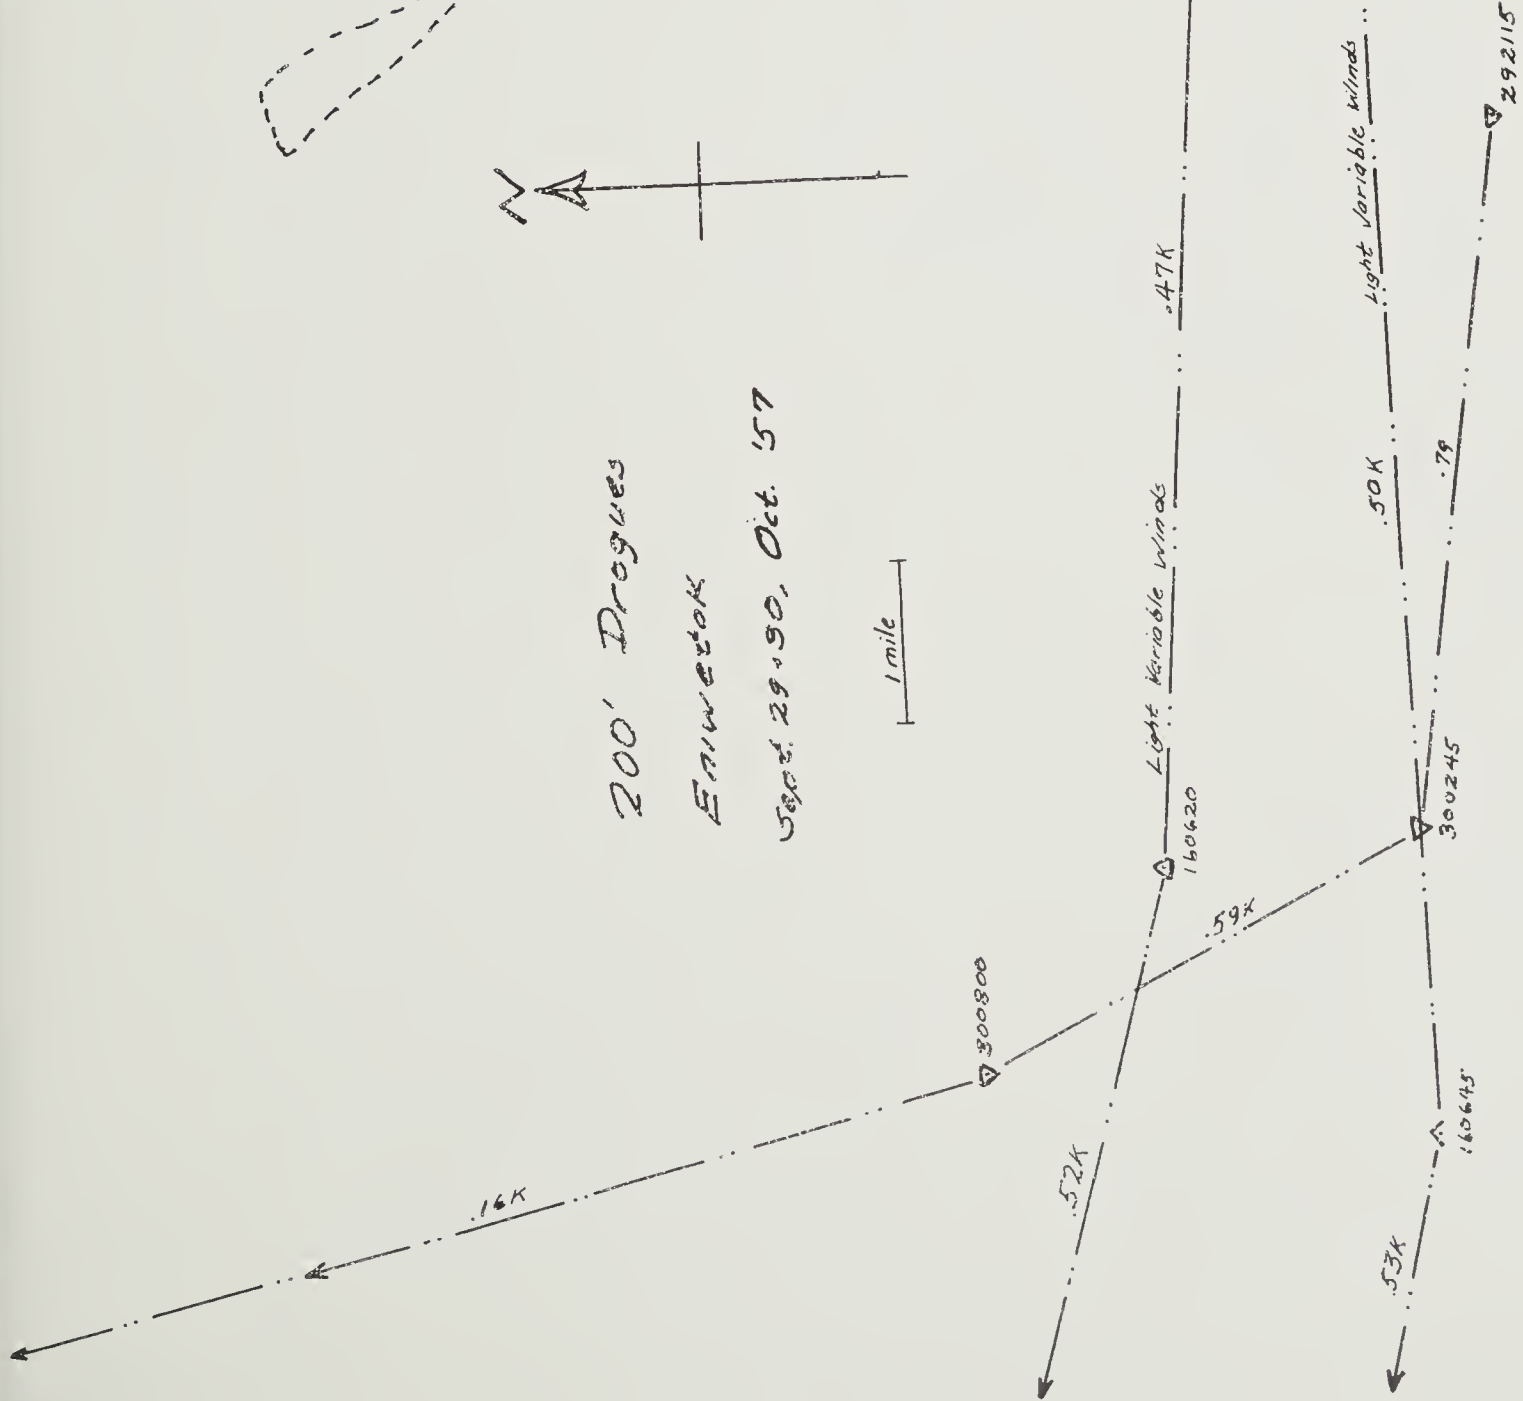 N
200' Drogues
Eniwetok
Sept. 29-30, Oct. '57
1 mile
.47K
Light Variable Winds
160620
.52K
Light Variable Winds
.50K
.79
292115
300245
.59K
300800
.16K
160645
.53K